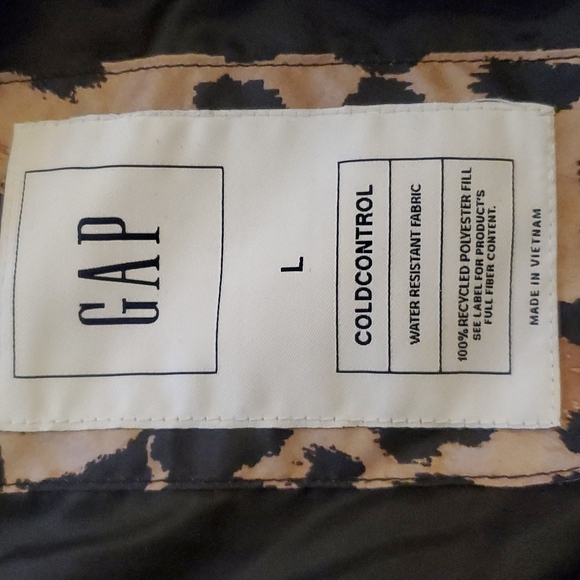 GAP
L
COLDCONTROL
WATER RESISTANT FABRIC
100% RECYCLED POLYESTER FILL
SEE LABEL FOR PRODUCT'S
FULL FIBER CONTENT.
MADE IN VIETNAM